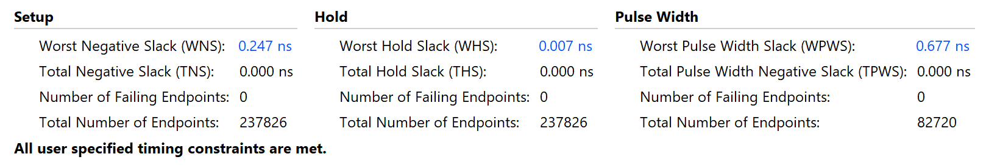 Setup
Worst Negative Slack (WNS): 0.247 ns
Total Negative Slack (TNS): 0.000 ns
Number of Failing Endpoints: 0
Total Number of Endpoints: 237826
Hold
Worst Hold Slack (WHS): 0.007 ns
Total Hold Slack (THS): 0.000 ns
Number of Failing Endpoints: 0
Total Number of Endpoints: 237826
Pulse Width
Worst Pulse Width Slack (WPWS): 0.677 ns
Total Pulse Width Negative Slack (TPWS): 0.000 ns
Number of Failing Endpoints: 0
Total Number of Endpoints: 82720
All user specified timing constraints are met.